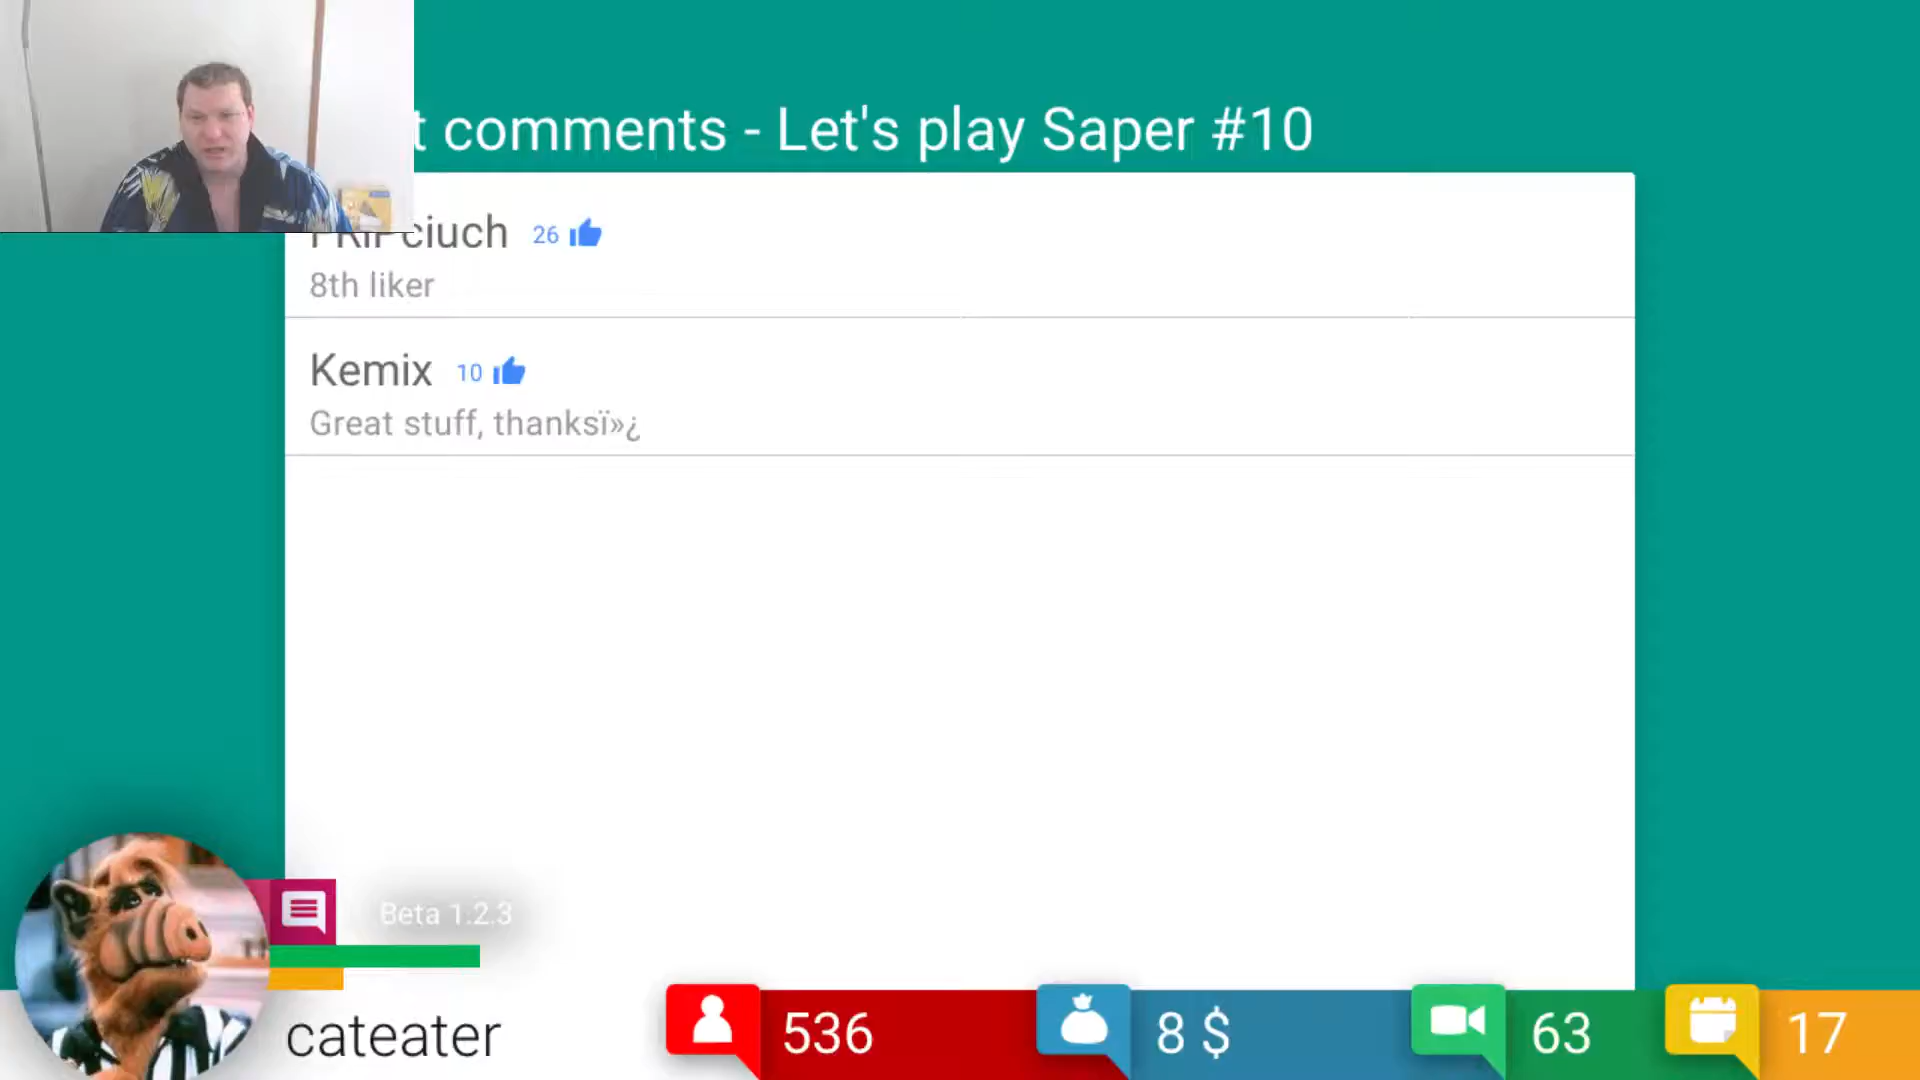 t comments - Let's play Saper #10
ciuch 26
8th liker
Kemix 10
Great stuff, thanksï»¿
Beta 1.2.3
cateater
536
8 $
63
17